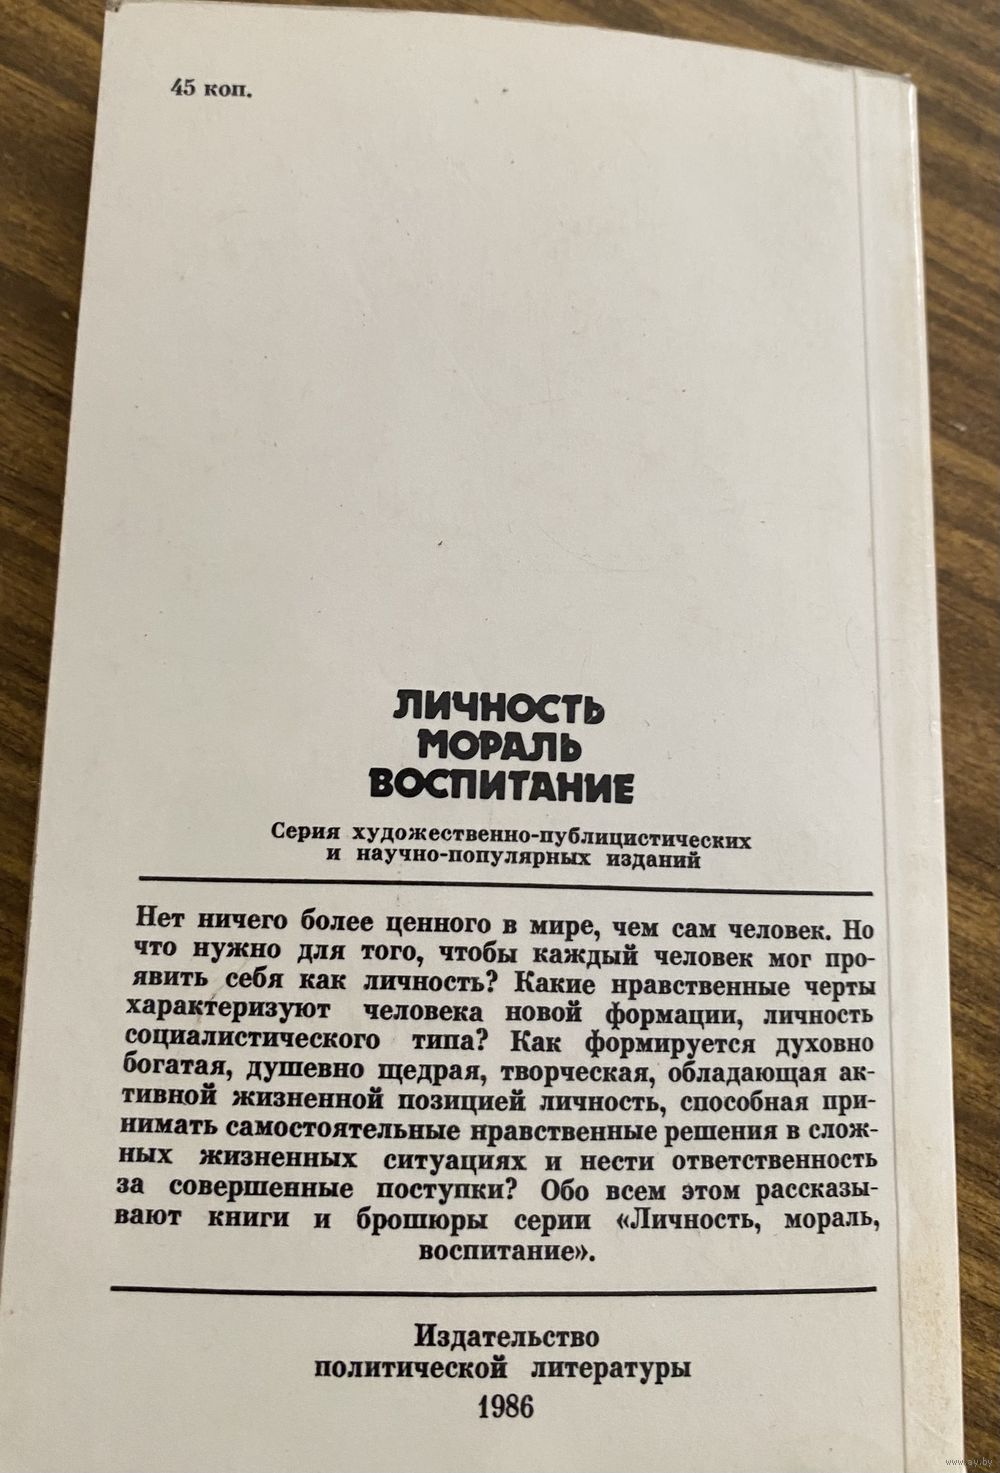 45 коп.
ЛИЧНОСТЬ
МОРАЛЬ
ВОСПИТАНИЕ
Серия художественно-публицистических
и научно-популярных изданий
Нет ничего более ценного в мире, чем сам человек. Но
что нужно для того, чтобы каждый человек мог про-
явить себя как личность? Какие нравственные черты
характеризуют человека новой формации, личность
социалистического типа? Как формируется духовно
богатая, душевно щедрая, творческая, обладающая ак-
тивной жизненной позицией личность, способная при-
нимать самостоятельные нравственные решения в слож-
ных жизненных ситуациях и нести ответственность
за совершенные поступки? Обо всем этом рассказы-
вают книги и брошюры серии «Личность, мораль,
воспитание».
Издательство
политической литературы
1986
www.ay.by